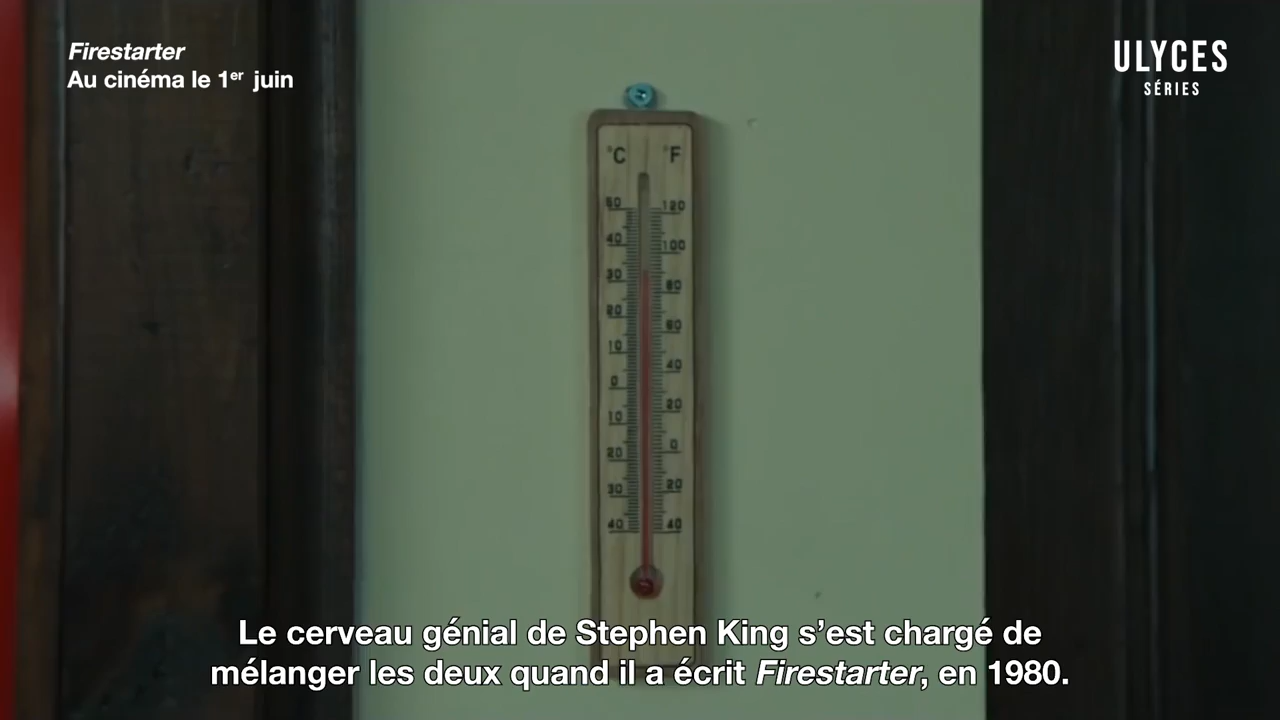 Firestarter
Au cinéma le 1er juin
ULYCES
SÉRIES
°C °F
50 120
40 100
30 80
20 60
10 40
0 20
10 0
20 20
30 40
40
Le cerveau génial de Stephen King s’est chargé de
mélanger les deux quand il a écrit Firestarter, en 1980.